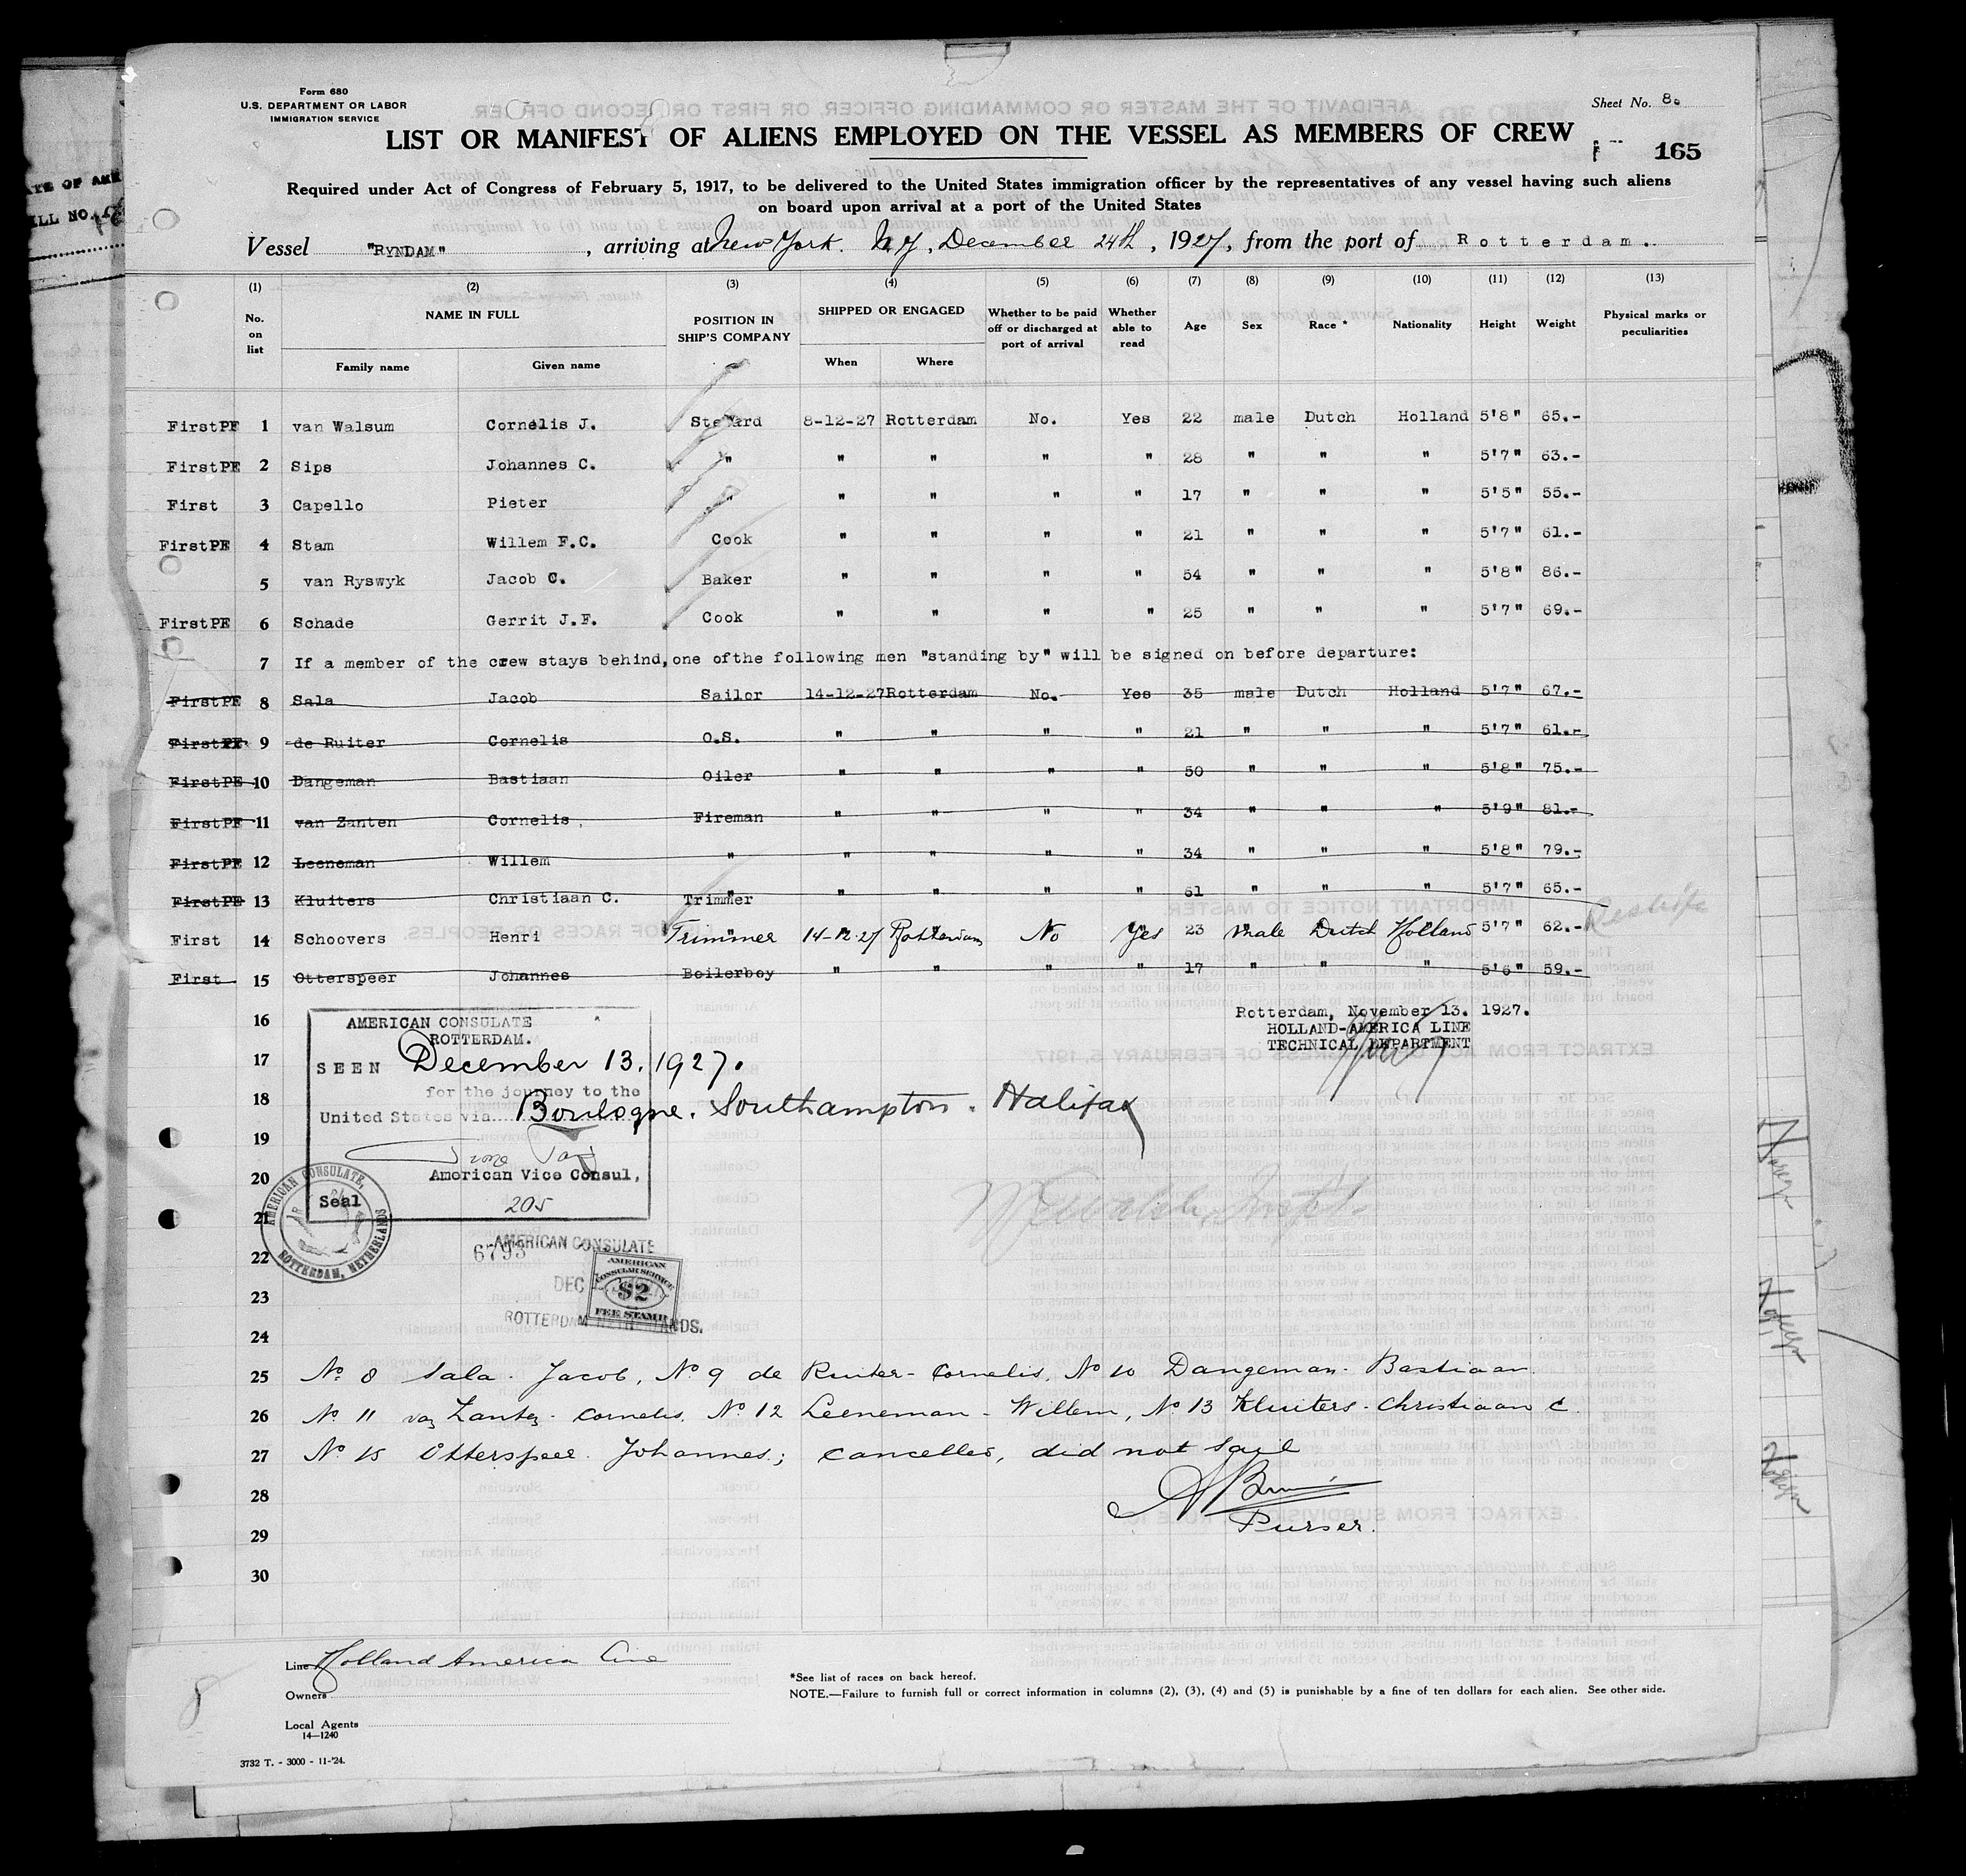 Form 680
U.S. DEPARTMENT OF LABOR
IMMIGRATION SERVICE
Sheet No. 8.
LIST OR MANIFEST OF ALIENS EMPLOYED ON THE VESSEL AS MEMBERS OF CREW
165
Required under Act of Congress of February 5, 1917, to be delivered to the United States immigration officer by the representatives of any vessel having such aliens
on board upon arrival at a port of the United States
Vessel "RYNDAM", arriving at New York. N.Y, December 24th, 1927, from the port of Rotterdam.
(1) (2) (3) (4) (5) (6) (7) (8) (9) (10) (11) (12) (13)
No. on list NAME IN FULL Family name Given name POSITION IN SHIP'S COMPANY SHIPPED OR ENGAGED When Where Whether to be paid off or discharged at port of arrival Whether able to read Age Sex Race * Nationality Height Weight Physical marks or peculiarities
FirstPE 1 van Walsum Cornelis J. Steward 8-12-27 Rotterdam No. Yes 22 male Dutch Holland 5'8" 65.-
FirstPE 2 Sips Johannes C. " " " " " 28 " " " 5'7" 63.-
First 3 Capello Pieter " " " " " 17 " " " 5'5" 55.-
FirstPE 4 Stam Willem F.C. Cook " " " " 21 " " " 5'7" 61.-
5 van Ryswyk Jacob C. Baker " " " " 54 " " " 5'8" 86.-
FirstPE 6 Schade Gerrit J.F. Cook " " " " 25 " " " 5'7" 69.-
7 If a member of the crew stays behind, one of the following men "standing by" will be signed on before departure:
FirstPE 8 Sala Jacob Sailor 14-12-27 Rotterdam No. Yes 35 male Dutch Holland 5'7" 67.-
FirstPE 9 de Ruiter Cornelis O.S. " " " " 21 " " " 5'7" 61.-
FirstPE 10 Dangeman Bastiaan Oiler " " " " 50 " " " 5'8" 75.-
FirstPE 11 van Zanten Cornelis. Fireman " " " " 34 " " " 5'9" 81.-
FirstPE 12 Leeneman Willem " " " " " 34 " " " 5'8" 79.-
FirstPE 13 Kluiters Christiaan C. Trimmer " " " " 61 " " " 5'7" 65.-
First 14 Schoovers Henri Trimmer 14-12-27 Rotterdam No Yes 23 male Dutch Holland 5'7" 62.-
First 15 Otterspeer Johannes Boilerboy " " " " 17 " " " 5'6" 59.-
16
Rotterdam, November 13. 1927.
HOLLAND-AMERICA LINE
TECHNICAL DEPARTMENT
AMERICAN CONSULATE
ROTTERDAM.
17 SEEN December 13. 1927.
for the journey to the
18 United States via Boulogne. Southampton. Halifax
19
20 American Vice Consul,
Seal 205
21
AMERICAN CONSULATE, ROTTERDAM, NETHERLANDS
22 6793 AMERICAN CONSULATE
DEC
ROTTERDAM NETHERLANDS.
AMERICAN CONSULAR SERVICE $2 FEE STAMP
23
24
25 No 8 Sala. Jacob, No 9 de Ruiter- Cornelis, No 10 Dangeman. Bastiaan
26 No 11 van Zanten. Cornelis. No 12 Leeneman - Willem, No 13 Kluiters. Christiaan C
27 No 15 Otterspeer. Johannes; cancelled, did not sail
28
Purser.
29
30
Line Holland America Line
Owners
Local Agents
14—1240
*See list of races on back hereof.
NOTE.—Failure to furnish full or correct information in columns (2), (3), (4) and (5) is punishable by a fine of ten dollars for each alien. See other side.
3732 T. - 3000 - 11-'24.
8